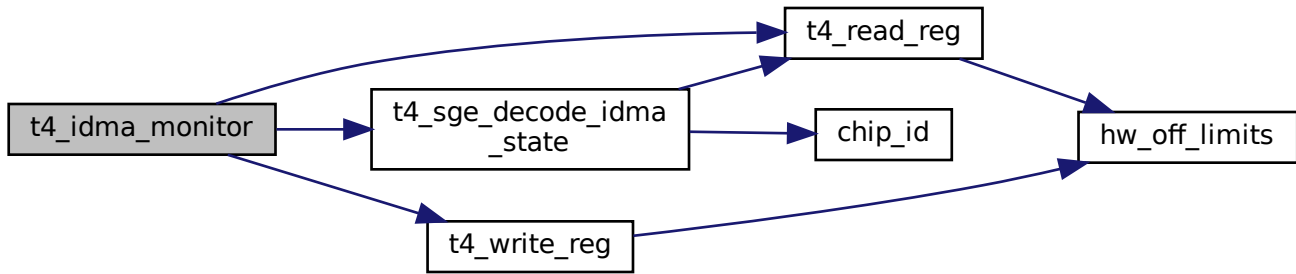 t4_read_reg
t4_idma_monitor
t4_sge_decode_idma
_state
chip_id
hw_off_limits
t4_write_reg